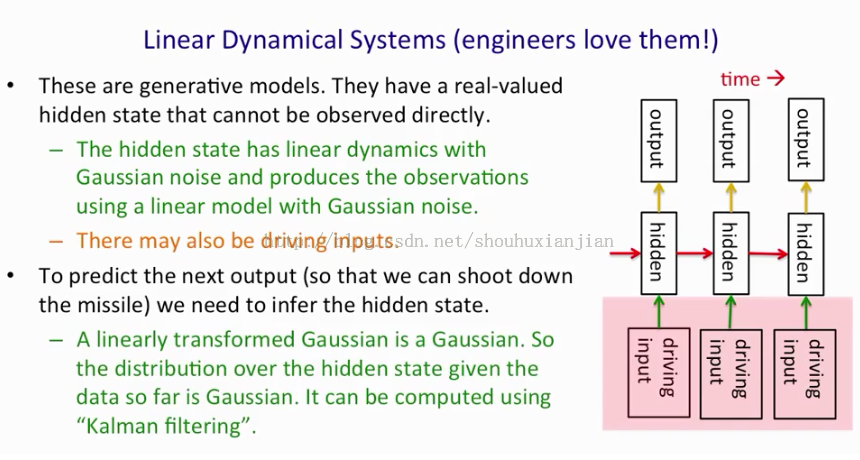 Linear Dynamical Systems (engineers love them!)
• These are generative models. They have a real-valued
hidden state that cannot be observed directly.
– The hidden state has linear dynamics with
Gaussian noise and produces the observations
using a linear model with Gaussian noise.
– There may also be driving inputs.
• To predict the next output (so that we can shoot down
the missile) we need to infer the hidden state.
– A linearly transformed Gaussian is a Gaussian. So
the distribution over the hidden state given the
data so far is Gaussian. It can be computed using
“Kalman filtering”.
time →
output
output
output
hidden
hidden
hidden
driving
input
driving
input
driving
input
http://blog.csdn.net/shouhuxianjian